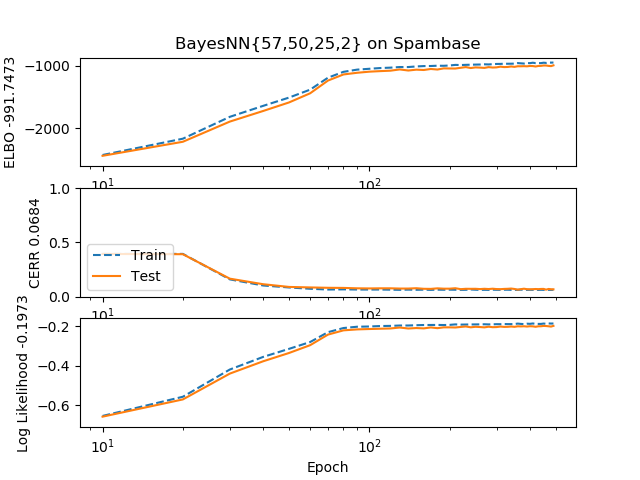 BayesNN{57,50,25,2} on Spambase
ELBO -991.7473
−1000
−2000
10¹
10²
CERR 0.0684
1.0
0.5
0.0
Train
Test
10¹
10²
Log Likelihood -0.1973
−0.2
−0.4
−0.6
10¹
10²
Epoch